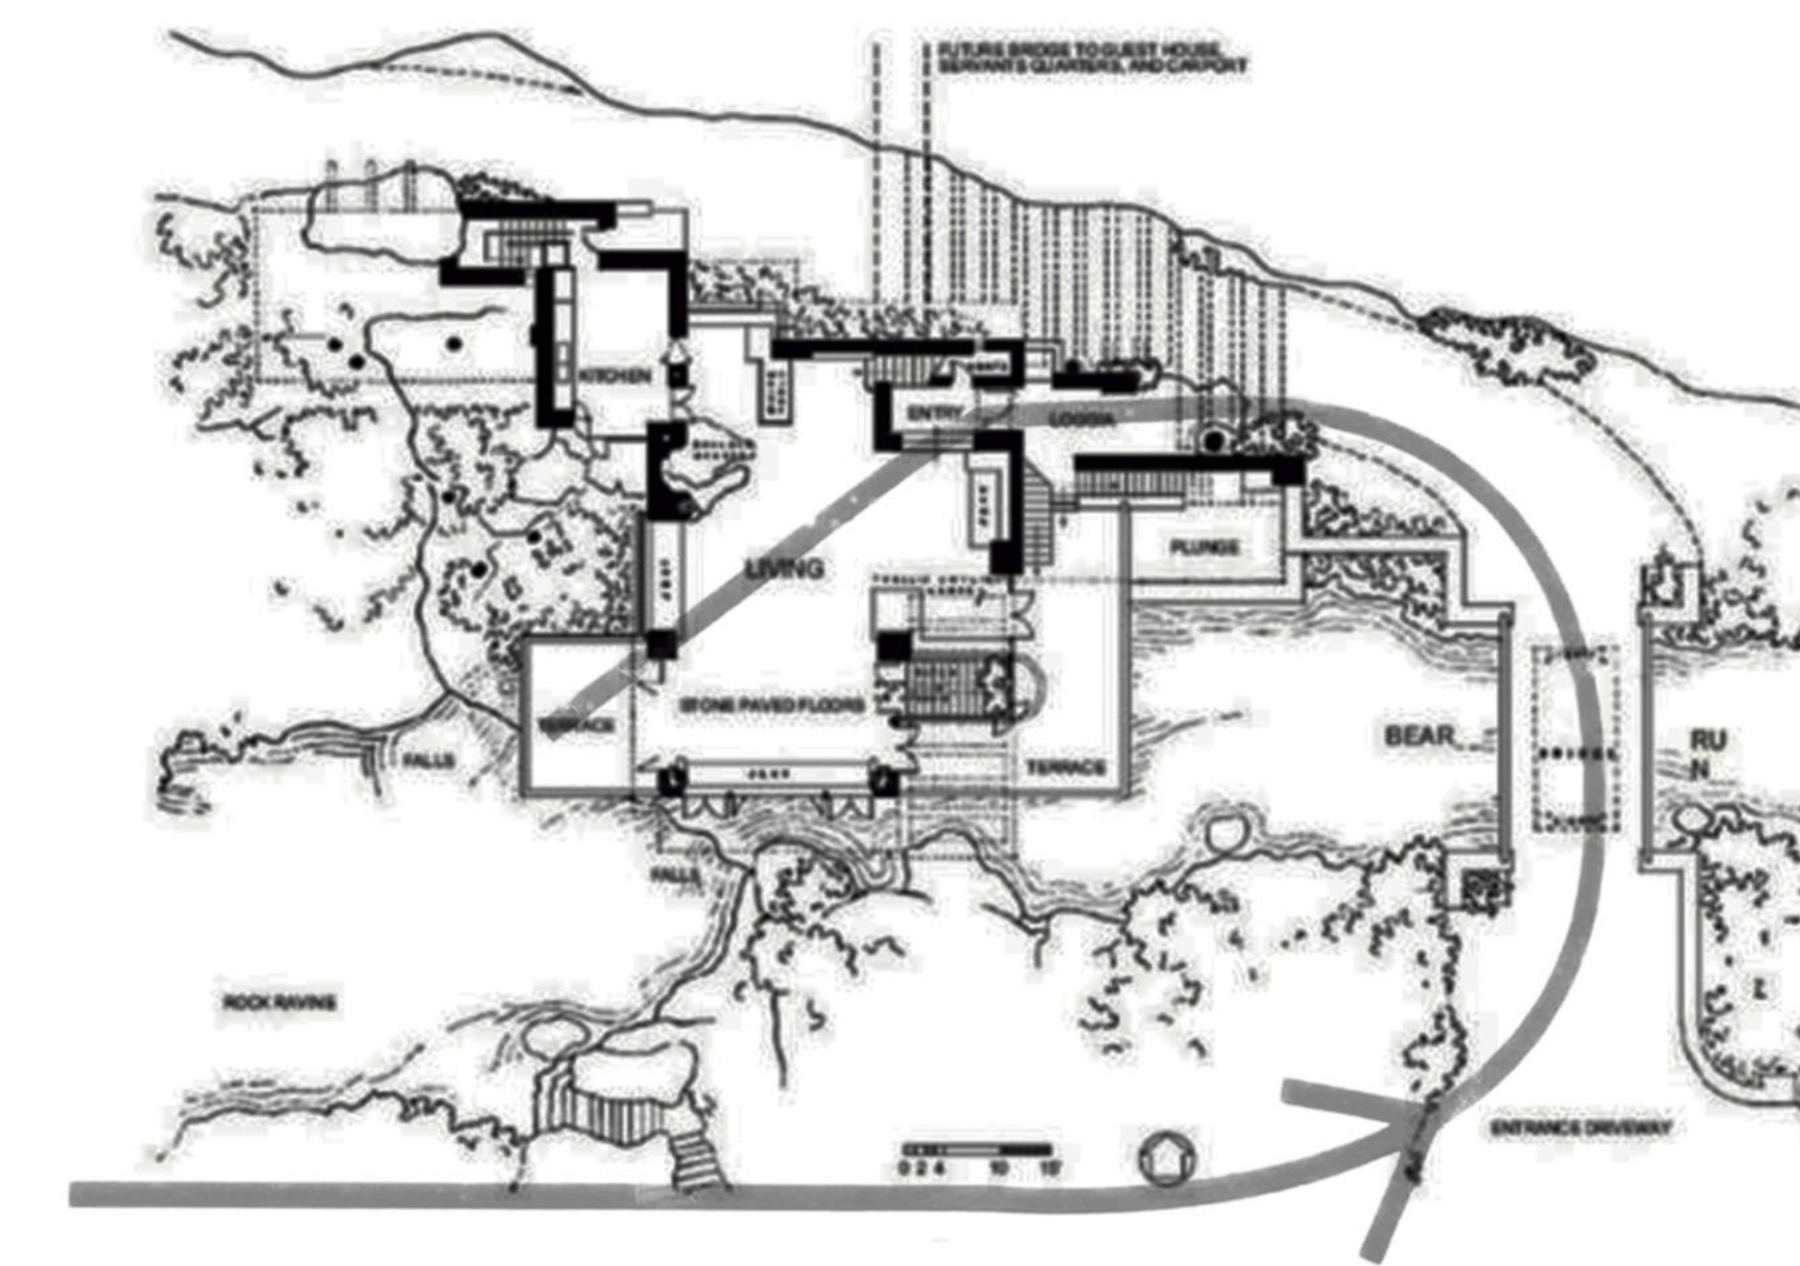 FUTURE BRIDGE TO GUEST HOUSE,
SERVANTS QUARTERS, AND CARPORT
KITCHEN
ENTRY
LOGGIA
LIVING
PLUNGE
STONE PAVED FLOORS
TERRACE
BEAR
RU
N
FALLS
TERRACE
FALLS
ROCK RAVINE
ENTRANCE DRIVEWAY
0 2 4 10 15'